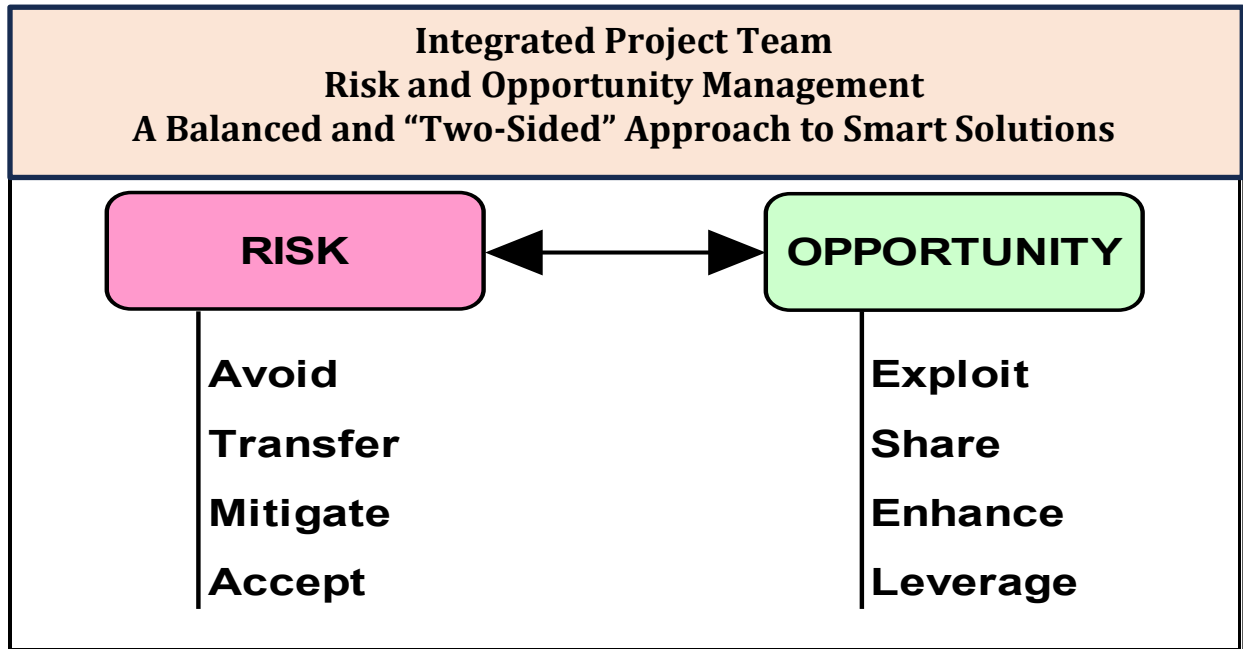 Integrated Project Team
Risk and Opportunity Management
A Balanced and “Two-Sided” Approach to Smart Solutions
RISK
OPPORTUNITY
Avoid
Transfer
Mitigate
Accept
Exploit
Share
Enhance
Leverage